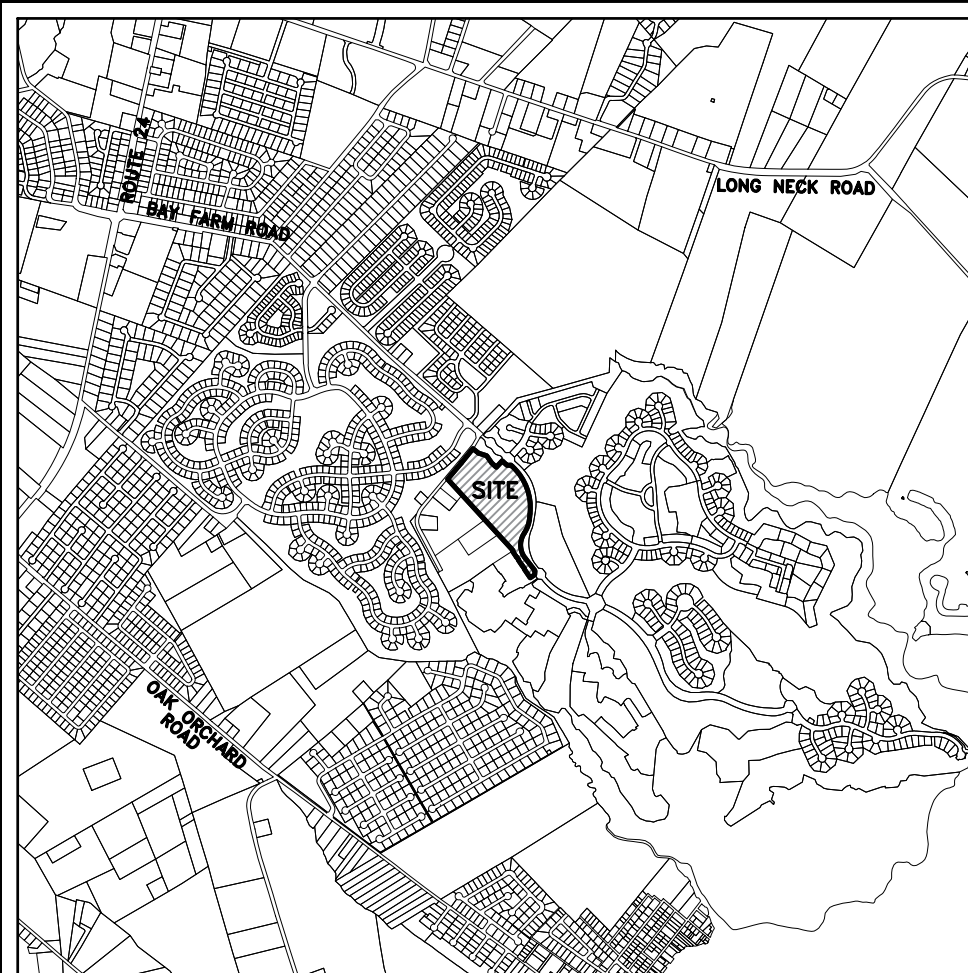 ROUTE 24
LONG NECK ROAD
BAY FARM ROAD
SITE
OAK ORCHARD
ROAD